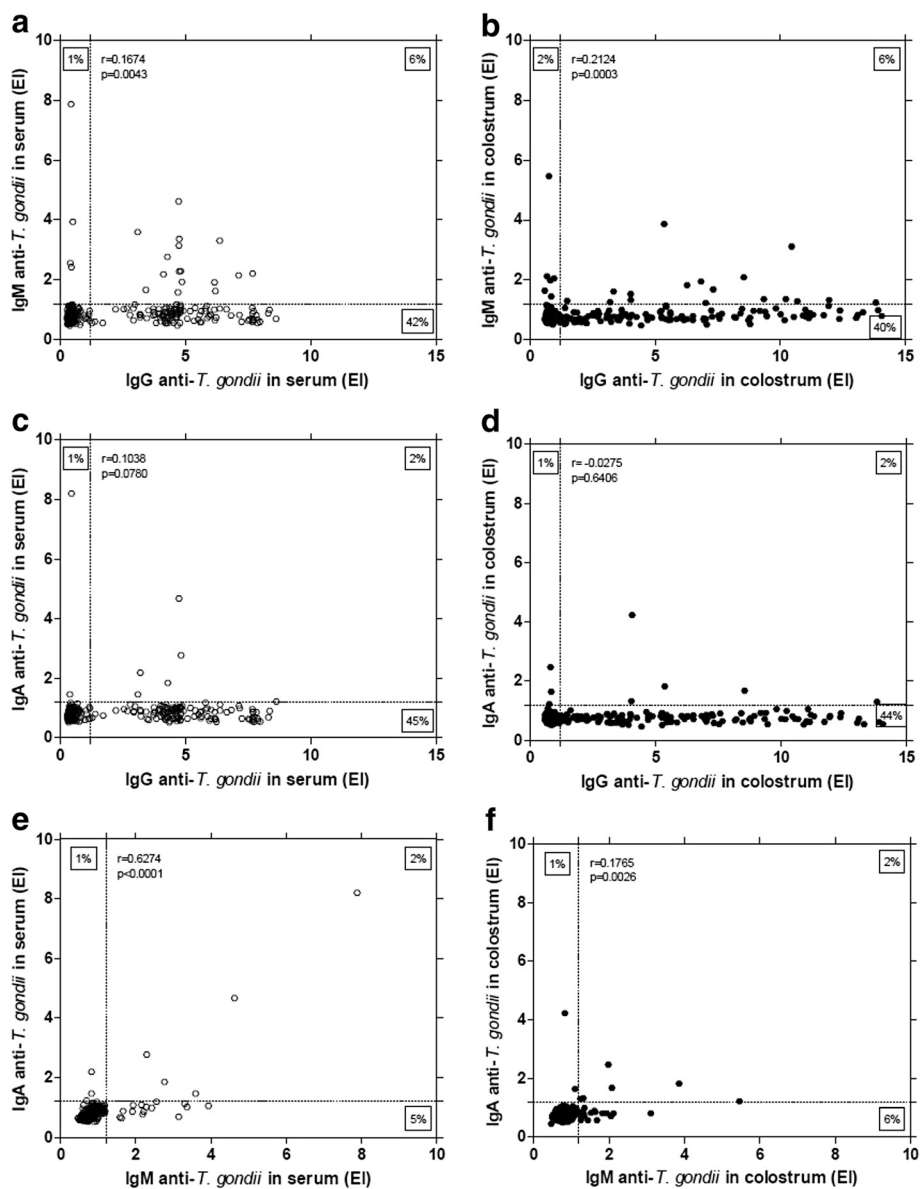 a
10
8
6
4
2
0
0
5
10
15
1%
r=0.1674
p=0.0043
6%
42%
IgM anti-T. gondii in serum (EI)
IgG anti-T. gondii in serum (EI)
b
10
8
6
4
2
0
0
5
10
15
2%
r=0.2124
p=0.0003
6%
40%
IgM anti-T. gondii in colostrum (EI)
IgG anti-T. gondii in colostrum (EI)
c
10
8
6
4
2
0
0
5
10
15
1%
r=0.1038
p=0.0780
2%
45%
IgA anti-T. gondii in serum (EI)
IgG anti-T. gondii in serum (EI)
d
10
8
6
4
2
0
0
5
10
15
1%
r= -0.0275
p=0.6406
2%
44%
IgA anti-T. gondii in colostrum (EI)
IgG anti-T. gondii in colostrum (EI)
e
10
8
6
4
2
0
0
2
4
6
8
10
1%
r=0.6274
p<0.0001
2%
5%
IgA anti-T. gondii in serum (EI)
IgM anti-T. gondii in serum (EI)
f
10
8
6
4
2
0
0
2
4
6
8
10
1%
r=0.1765
p=0.0026
2%
6%
IgA anti-T. gondii in colostrum (EI)
IgM anti-T. gondii in colostrum (EI)